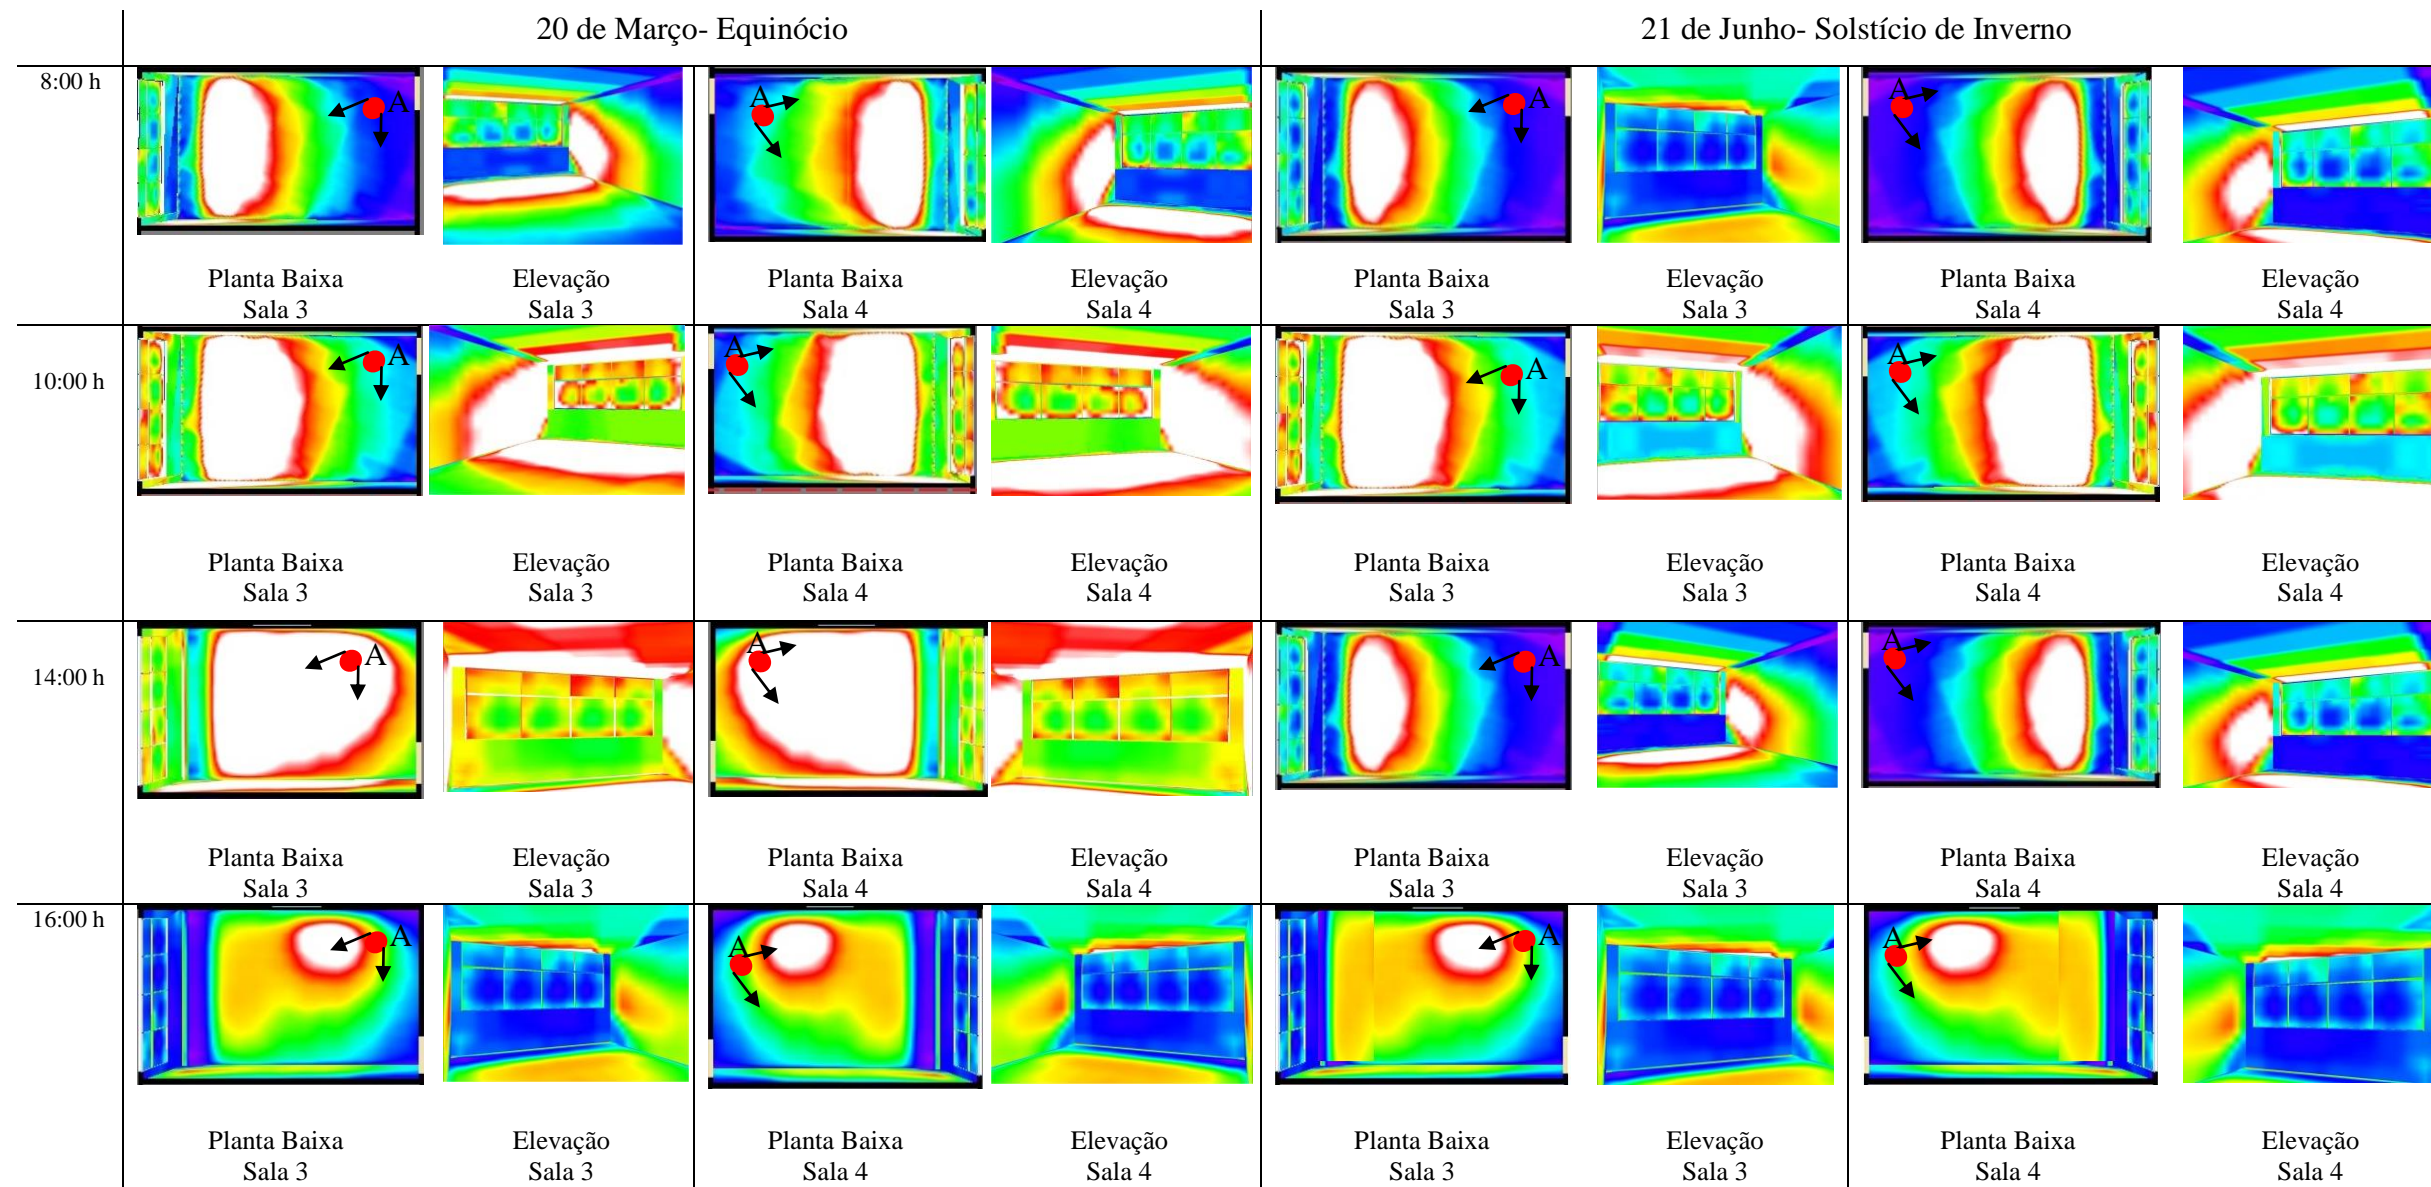 20 de Março- Equinócio
21 de Junho- Solstício de Inverno
8:00 h
A
A
A
A
Planta Baixa
Sala 3
Elevação
Sala 3
Planta Baixa
Sala 4
Elevação
Sala 4
Planta Baixa
Sala 3
Elevação
Sala 3
Planta Baixa
Sala 4
Elevação
Sala 4
10:00 h
A
A
A
A
Planta Baixa
Sala 3
Elevação
Sala 3
Planta Baixa
Sala 4
Elevação
Sala 4
Planta Baixa
Sala 3
Elevação
Sala 3
Planta Baixa
Sala 4
Elevação
Sala 4
14:00 h
A
A
A
A
Planta Baixa
Sala 3
Elevação
Sala 3
Planta Baixa
Sala 4
Elevação
Sala 4
Planta Baixa
Sala 3
Elevação
Sala 3
Planta Baixa
Sala 4
Elevação
Sala 4
16:00 h
A
A
A
A
Planta Baixa
Sala 3
Elevação
Sala 3
Planta Baixa
Sala 4
Elevação
Sala 4
Planta Baixa
Sala 3
Elevação
Sala 3
Planta Baixa
Sala 4
Elevação
Sala 4